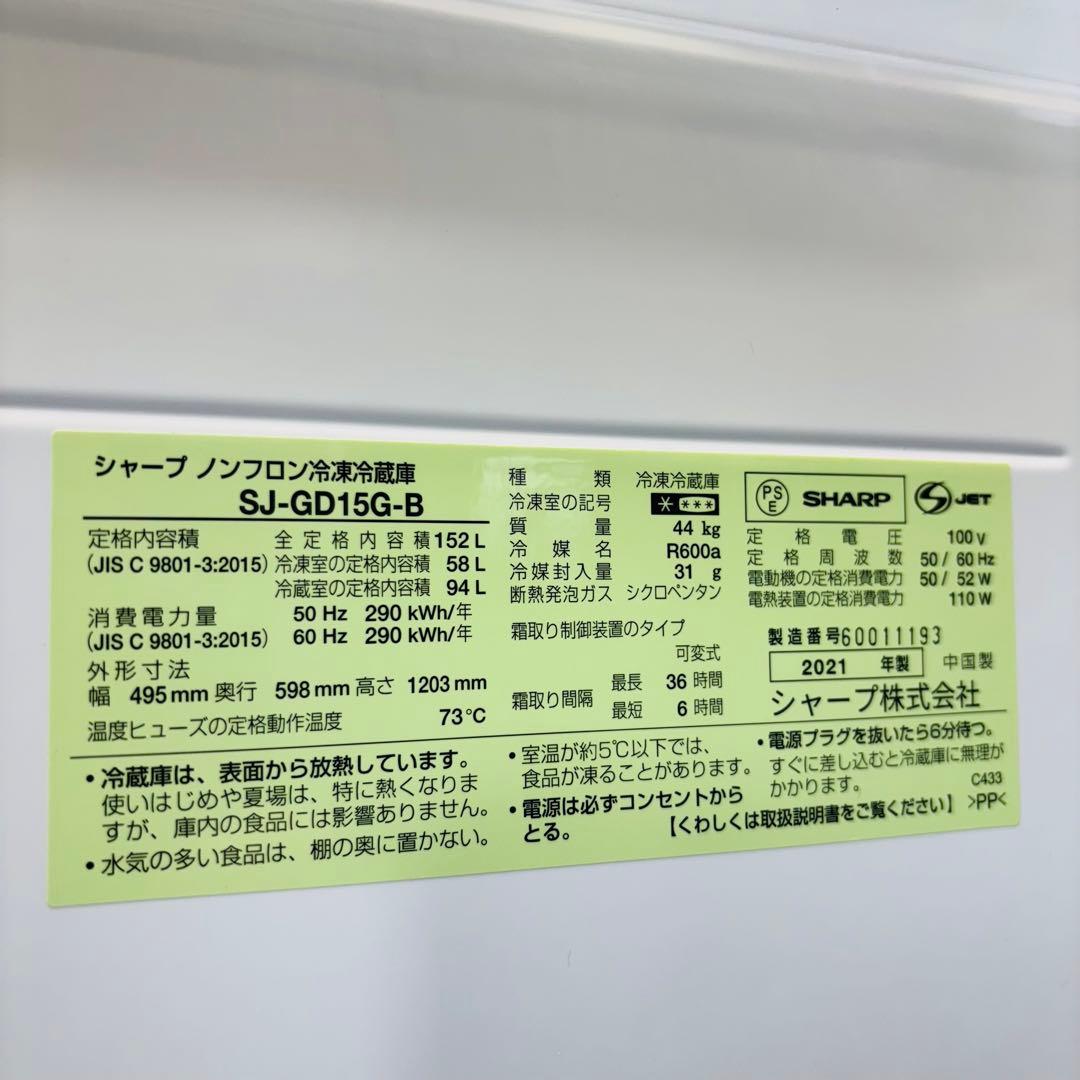 シャープ ノンフロン冷凍冷蔵庫
SJ-GD15G-B
定格内容積 全定格内容積 152 L
(JIS C 9801-3:2015) 冷凍室の定格内容積 58 L
冷蔵室の定格内容積 94 L
消費電力量 50 Hz 290 kWh/年
(JIS C 9801-3:2015) 60 Hz 290 kWh/年
外形寸法
幅 495 mm 奥行 598 mm 高さ 1203 mm
温度ヒューズの定格動作温度 73℃
種類 冷凍冷蔵庫
冷凍室の記号 * ***
質量 44 kg
冷媒名 R600a
冷媒封入量 31 g
断熱発泡ガス シクロペンタン
霜取り制御装置のタイプ
可変式
霜取り間隔 最長 36 時間
最短 6 時間
PSE SHARP S JET
定格電圧 100 V
定格周波数 50 / 60 Hz
電動機の定格消費電力 50 / 52 W
電熱装置の定格消費電力 110 W
製造番号 60011193
2021 年製 中国製
シャープ株式会社
・冷蔵庫は、表面から放熱しています。
使いはじめや夏場は、特に熱くなりま
すが、庫内の食品には影響ありません。
・水気の多い食品は、棚の奥に置かない。
・室温が約5℃以下では、
食品が凍ることがあります。
・電源は必ずコンセントから
とる。
・電源プラグを抜いたら6分待つ。
すぐに差し込むと冷蔵庫に無理が
かかります。 C433
【くわしくは取扱説明書をご覧ください】 >PP<